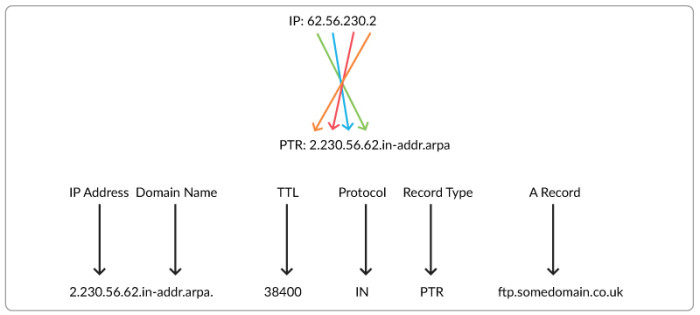 IP: 62.56.230.2
PTR: 2.230.56.62.in-addr.arpa
IP Address Domain Name TTL Protocol Record Type A Record
2.230.56.62.in-addr.arpa. 38400 IN PTR ftp.somedomain.co.uk